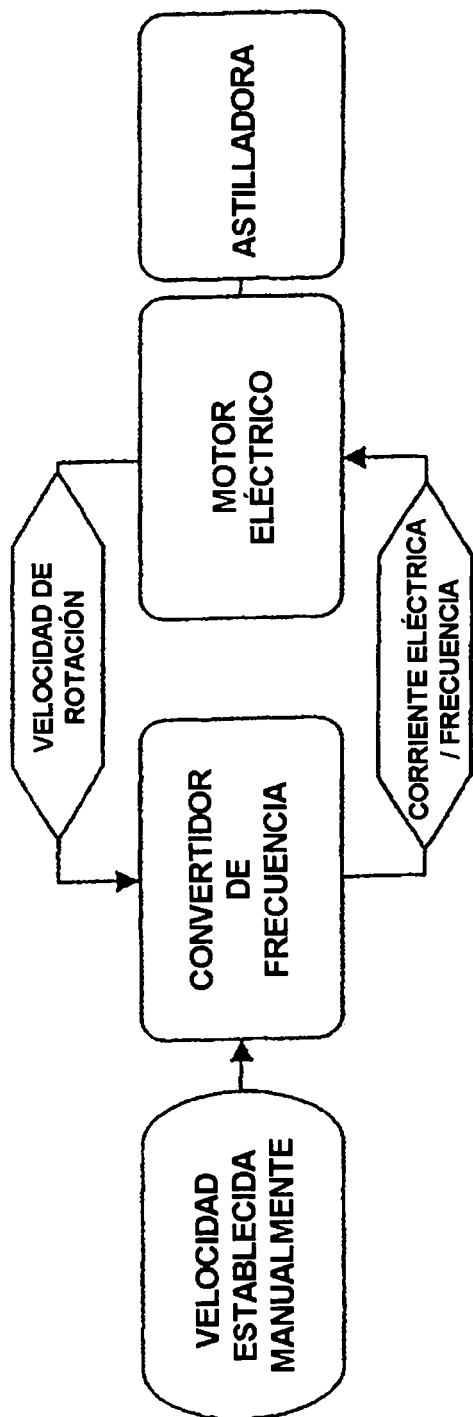 VELOCIDAD
ESTABLECIDA
MANUALMENTE
CONVERTIDOR
DE
FRECUENCIA
VELOCIDAD DE
ROTACIÓN
CORRIENTE ELÉCTRICA
/ FRECUENCIA
MOTOR
ELÉCTRICO
ASTILLADORA